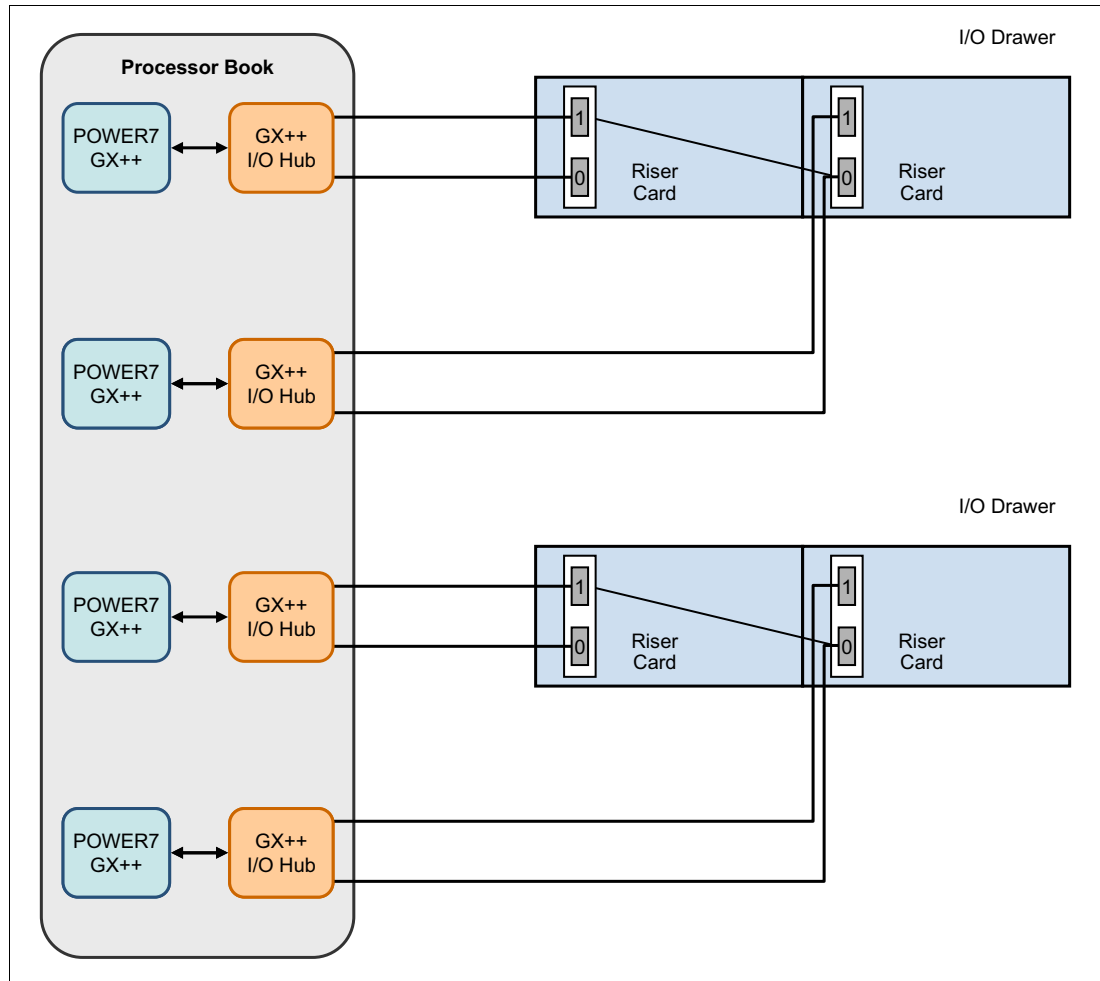 I/O Drawer
Processor Book
POWER7
GX++
GX++
I/O Hub
1
0
Riser
Card
1
0
Riser
Card
POWER7
GX++
GX++
I/O Hub
I/O Drawer
POWER7
GX++
GX++
I/O Hub
1
0
Riser
Card
1
0
Riser
Card
POWER7
GX++
GX++
I/O Hub